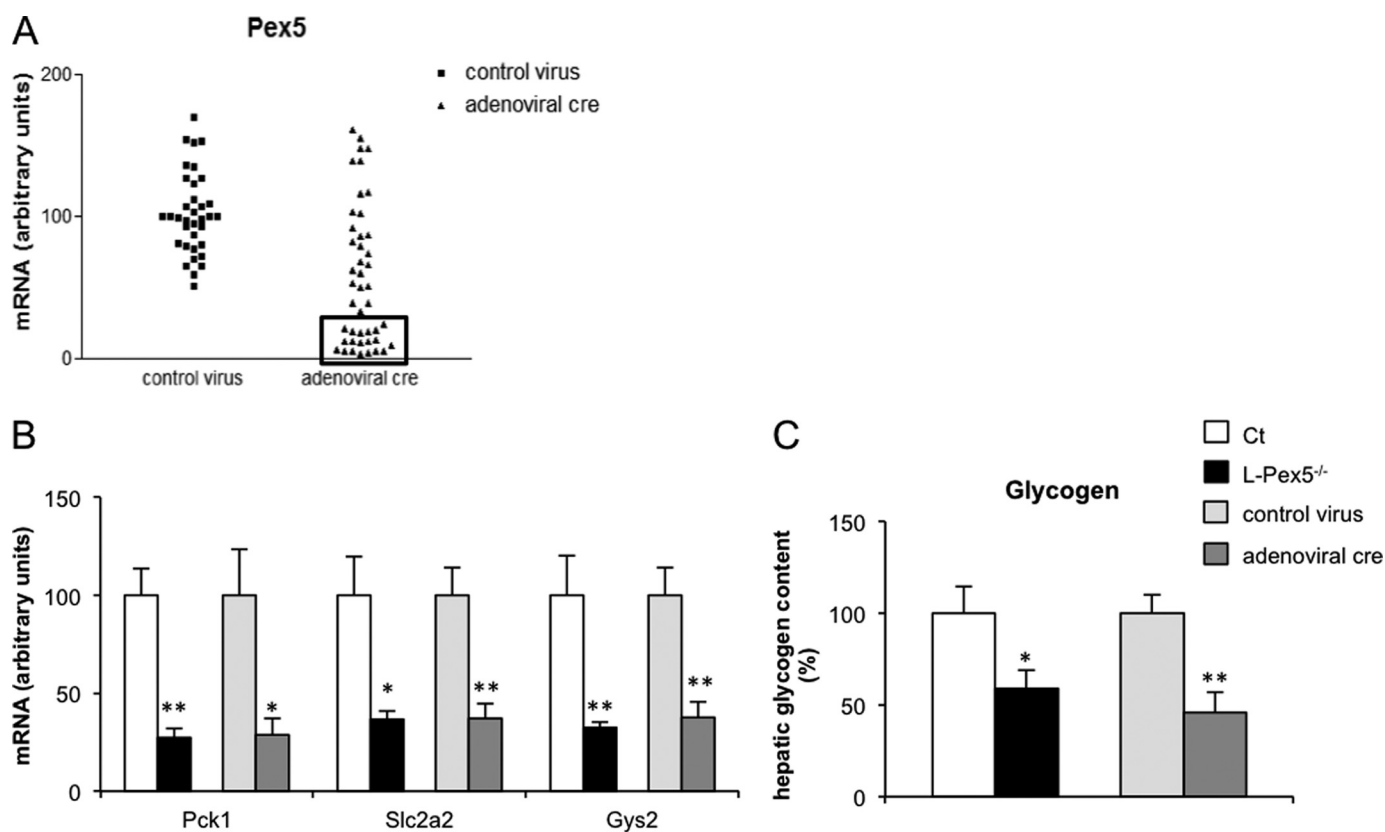 A
Pex5
mRNA (arbitrary units)
200
100
0
control virus
adenoviral cre
control virus
adenoviral cre
B
mRNA (arbitrary units)
150
100
50
0
**
*
*
**
**
**
Pck1
Slc2a2
Gys2
C
Glycogen
hepatic glycogen content
(%)
150
100
50
0
*
**
Ct
L-Pex5-/-
control virus
adenoviral cre